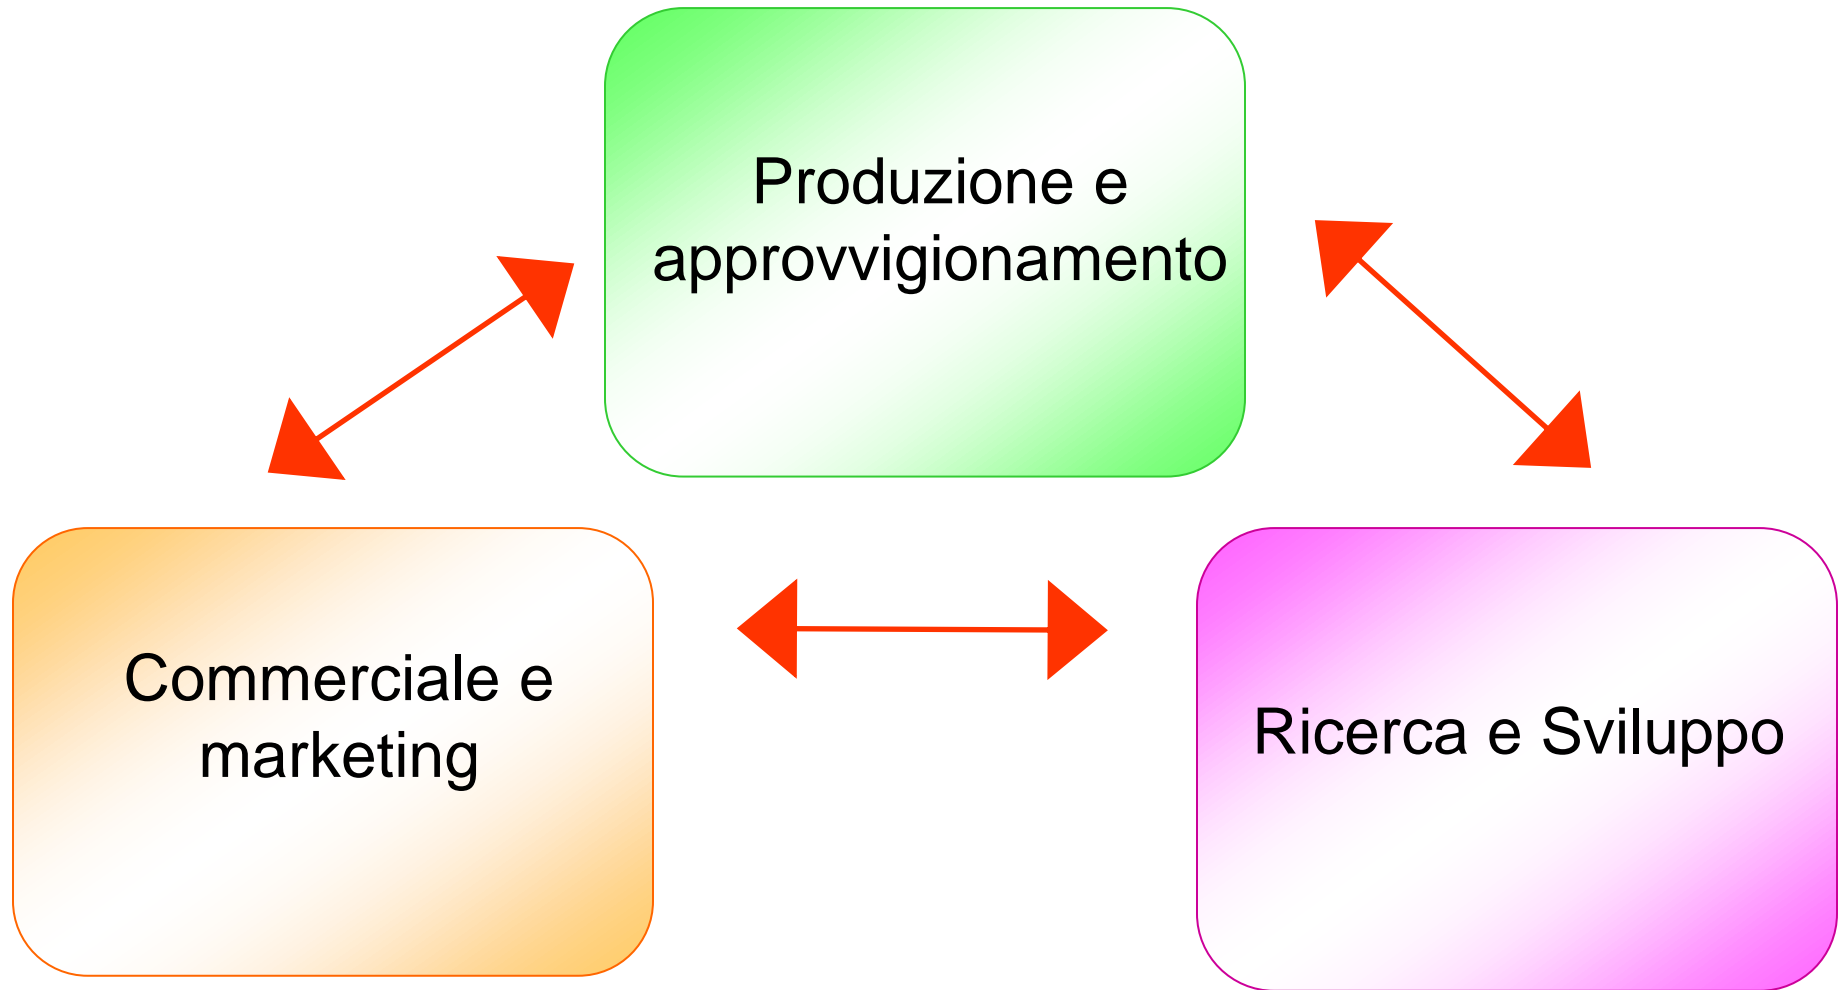 Produzione e
approvvigionamento
Commerciale e
marketing
Ricerca e Sviluppo